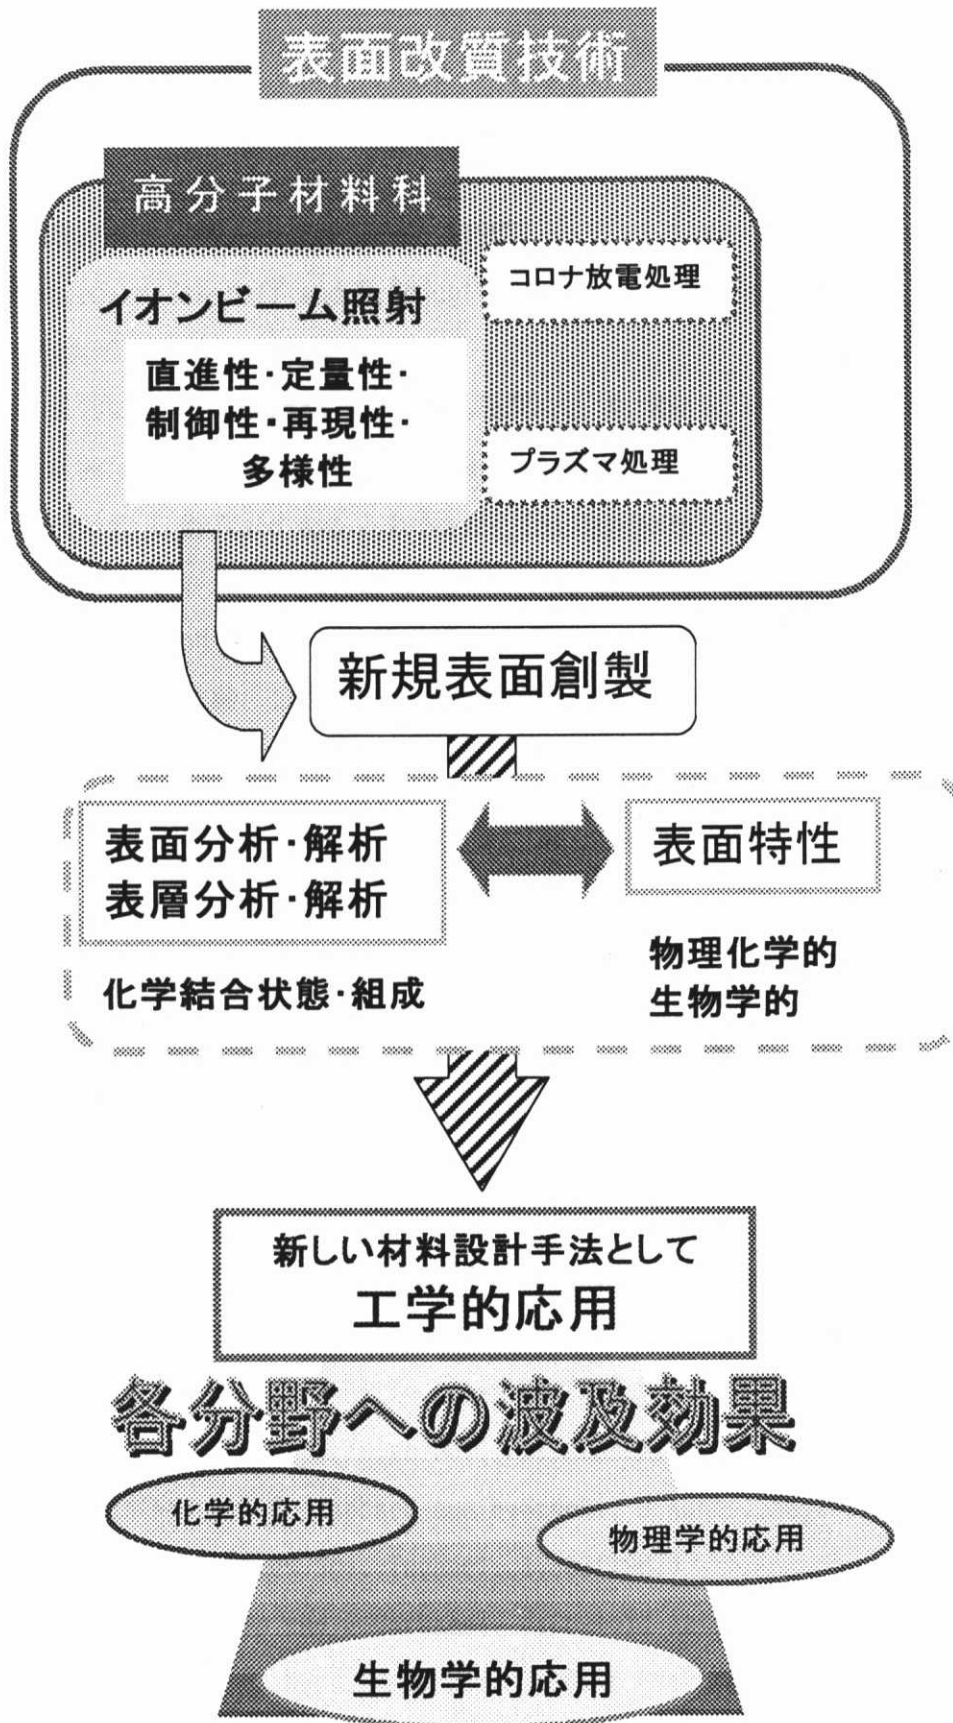 表面改質技術
高分子材料科
イオンビーム照射
直進性・定量性・
制御性・再現性・
多様性
コロナ放電処理
プラズマ処理
新規表面創製
表面分析・解析
表層分析・解析
化学結合状態・組成
表面特性
物理化学的
生物学的
新しい材料設計手法として
工学的応用
各分野への波及効果
化学的応用
物理学的応用
生物学的応用